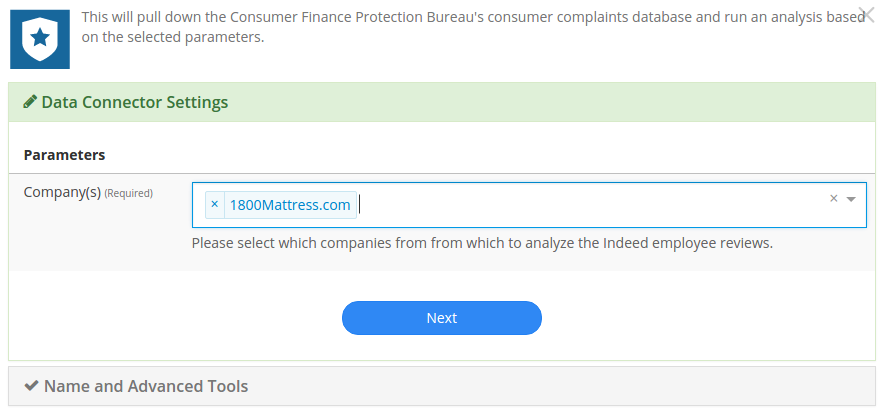 This will pull down the Consumer Finance Protection Bureau's consumer complaints database and run an analysis based
on the selected parameters.
Data Connector Settings
Parameters
Company(s) (Required)
× 1800Mattress.com ×
Please select which companies from from which to analyze the Indeed employee reviews.
Next
Name and Advanced Tools